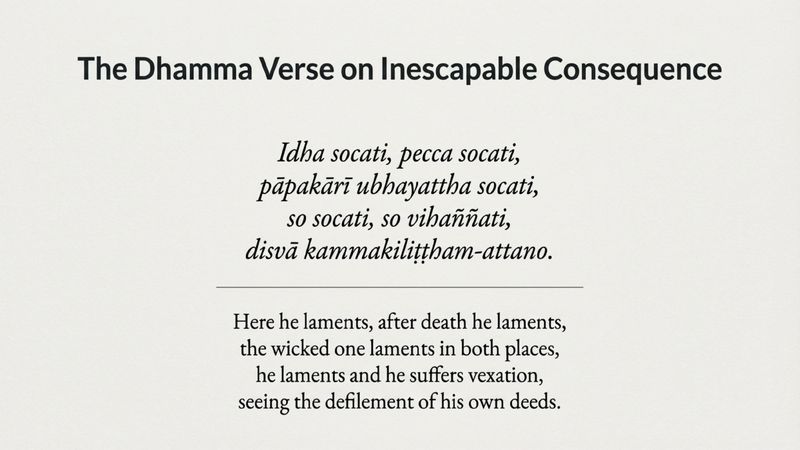 The Dhamma Verse on Inescapable Consequence
Idha socati, pecca socati,
pāpakārī ubhayattha socati,
so socati, so vihaññati,
disvā kammakiliṭṭham-attano.
Here he laments, after death he laments,
the wicked one laments in both places,
he laments and he suffers vexation,
seeing the defilement of his own deeds.